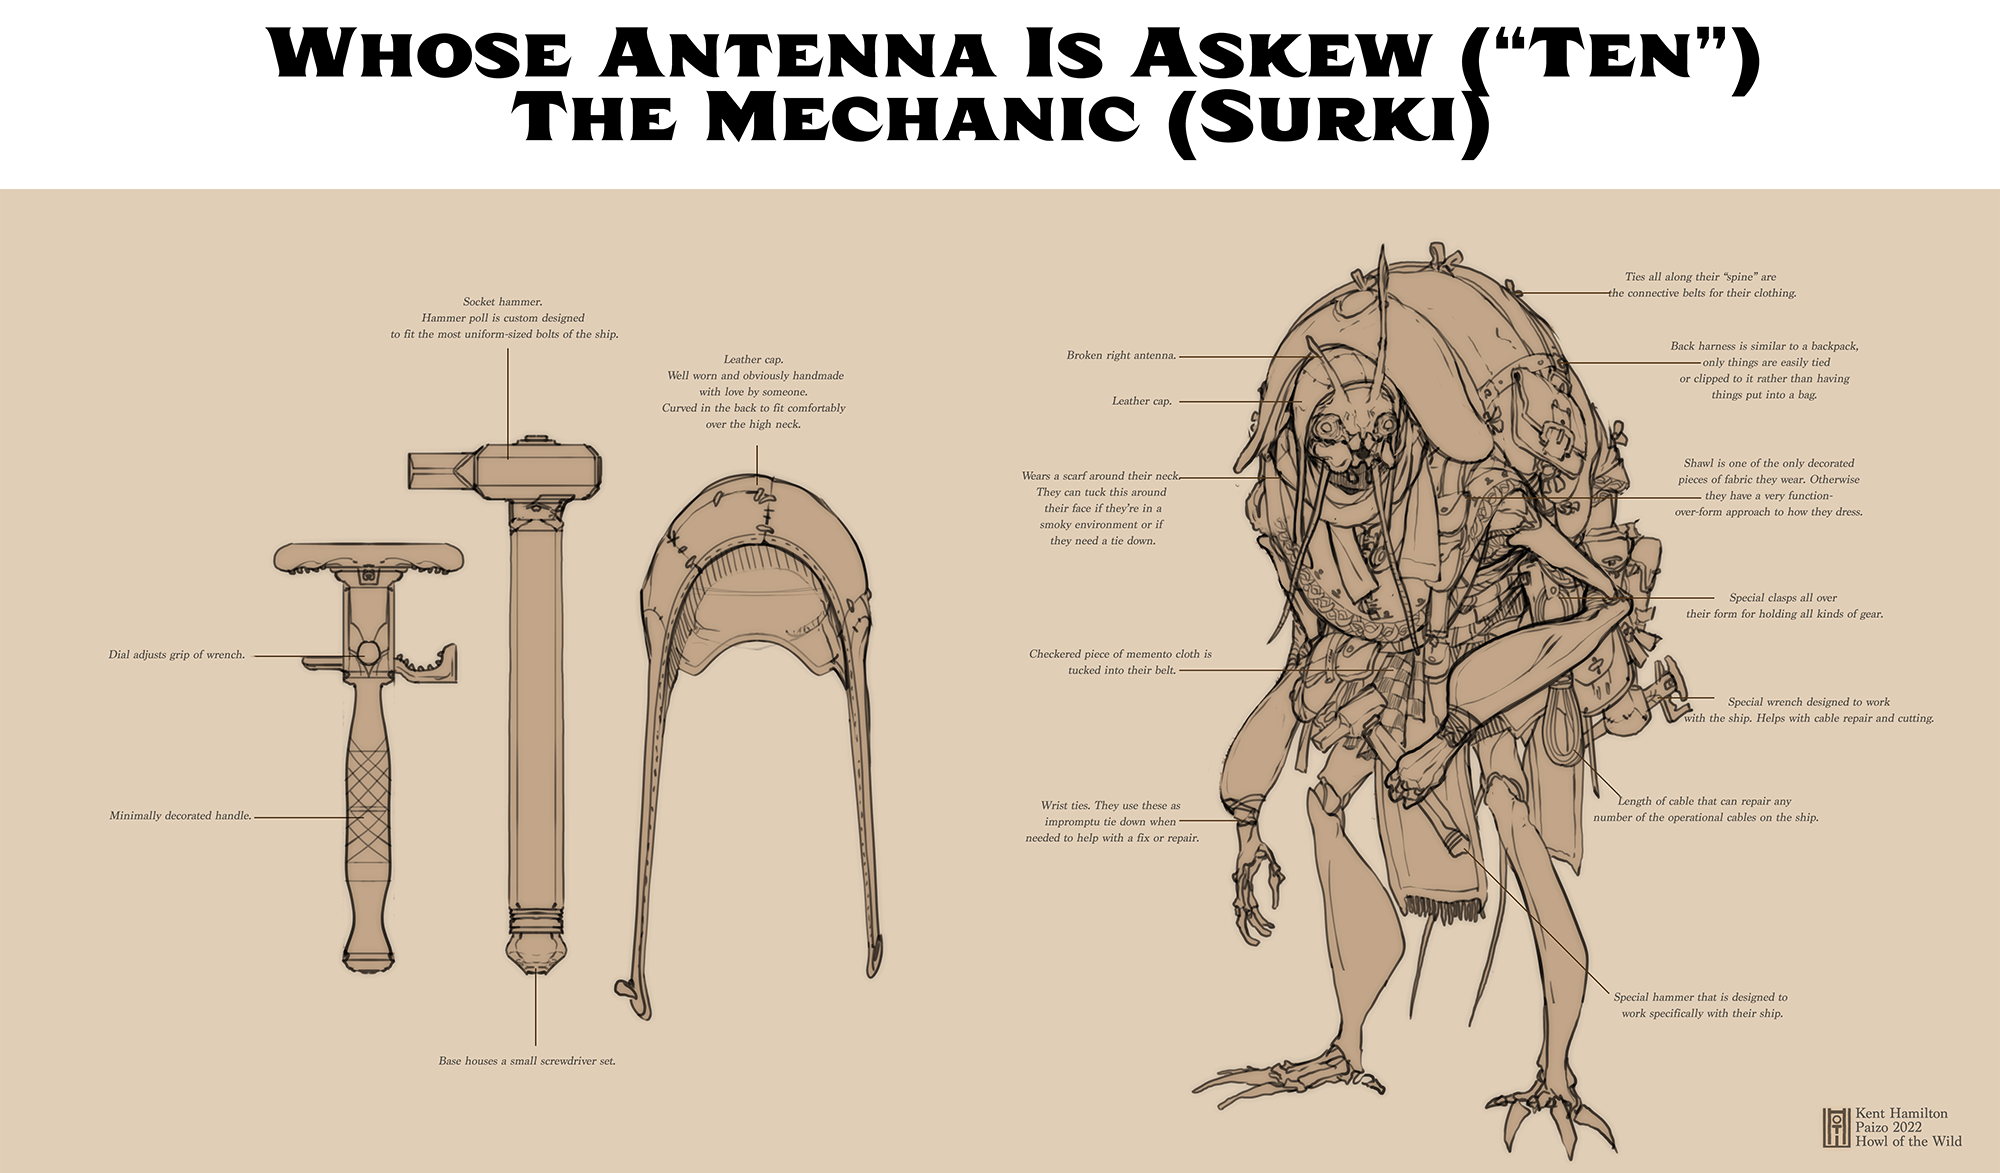 Whose Antenna Is Askew (“Ten”)
The Mechanic (Surki)
Socket hammer.
Hammer poll is custom designed
to fit the most uniform-sized bolts of the ship.
Leather cap.
Well worn and obviously handmade
with love by someone.
Curved in the back to fit comfortably
over the high neck.
Dial adjusts grip of wrench.
Minimally decorated handle.
Base houses a small screwdriver set.
Broken right antenna.
Leather cap.
Wears a scarf around their neck.
They can tuck this around
their face if they're in a
smoky environment or if
they need a tie down.
Checkered piece of memento cloth is
tucked into their belt.
Wrist ties. They use these as
impromptu tie down when
needed to help with a fix or repair.
Ties all along their “spine” are
the connective belts for their clothing.
Back harness is similar to a backpack,
only things are easily tied
or clipped to it rather than having
things put into a bag.
Shawl is one of the only decorated
pieces of fabric they wear. Otherwise
they have a very function-
over-form approach to how they dress.
Special clasps all over
their form for holding all kinds of gear.
Special wrench designed to work
with the ship. Helps with cable repair and cutting.
Length of cable that can repair any
number of the operational cables on the ship.
Special hammer that is designed to
work specifically with their ship.
Kent Hamilton
Paizo 2022
Howl of the Wild